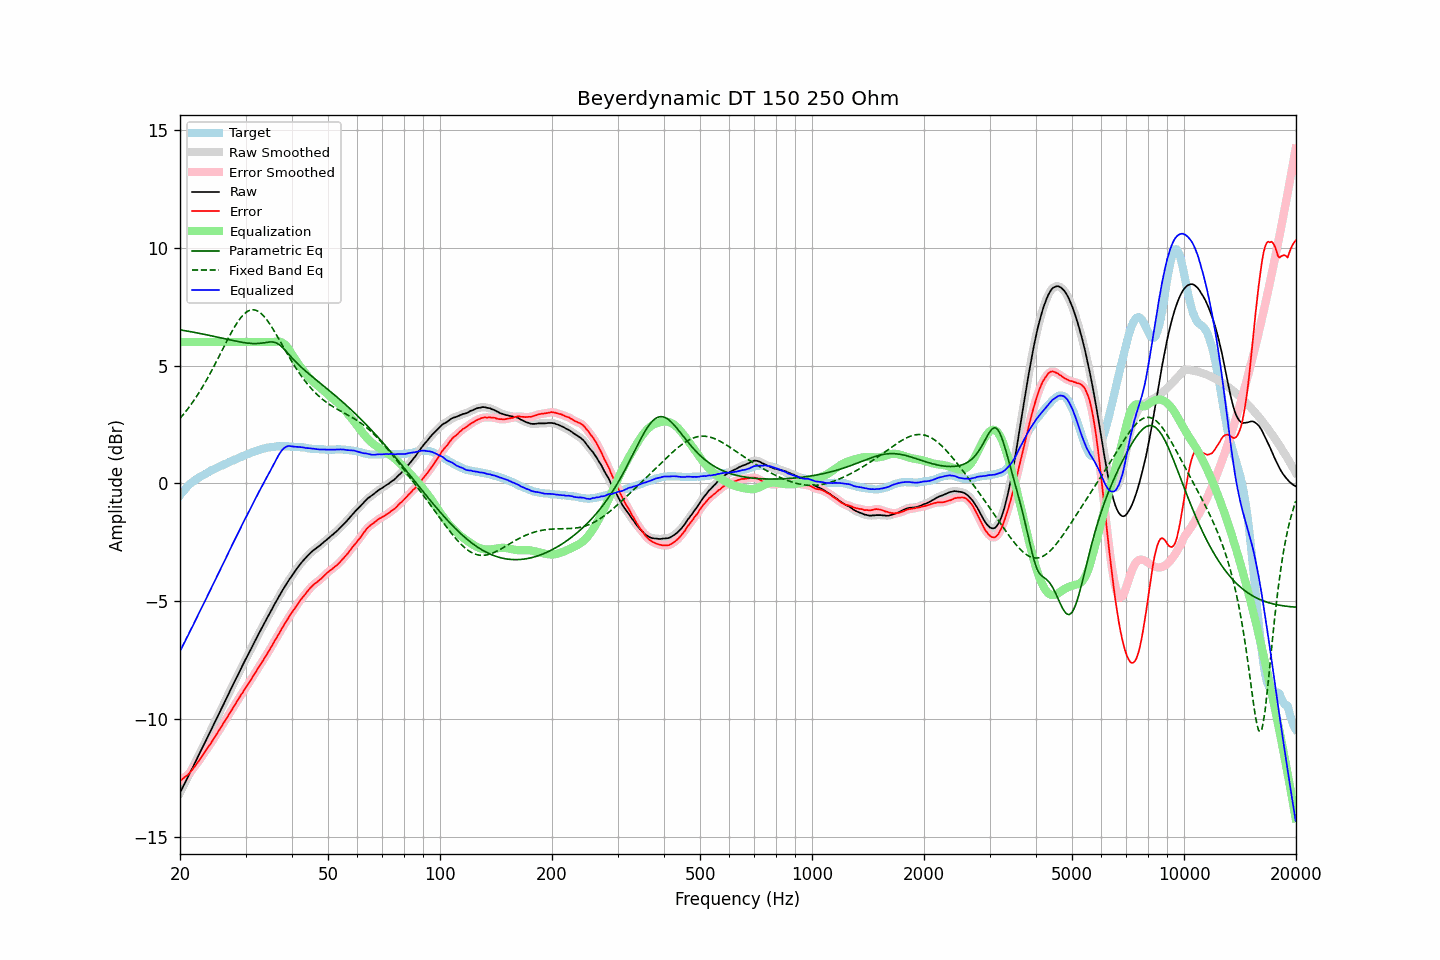 Beyerdynamic DT 150 250 Ohm
Amplitude (dBr)
15
10
5
0
−5
−10
−15
Target
Raw Smoothed
Error Smoothed
Raw
Error
Equalization
Parametric Eq
Fixed Band Eq
Equalized
20 50 100 200 500 1000 2000 5000 10000 20000
Frequency (Hz)